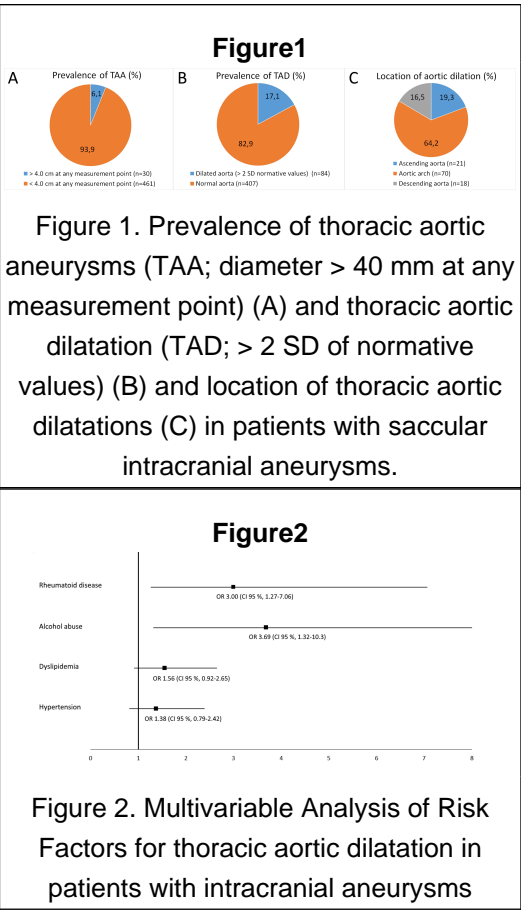 Figure1
A Prevalence of TAA (%)
6,1
93,9
> 4.0 cm at any measurement point (n=30)
< 4.0 cm at any measurement point (n=461)
B Prevalence of TAD (%)
17,1
82,9
Dilated aorta (> 2 SD normative values) (n=84)
Normal aorta (n=407)
C Location of aortic dilation (%)
16,5 19,3
64,2
Ascending aorta (n=21)
Aortic arch (n=70)
Descending aorta (n=18)
Figure 1. Prevalence of thoracic aortic
aneurysms (TAA; diameter > 40 mm at any
measurement point) (A) and thoracic aortic
dilatation (TAD; > 2 SD of normative
values) (B) and location of thoracic aortic
dilatations (C) in patients with saccular
intracranial aneurysms.
Figure2
Rheumatoid disease
OR 3.00 (CI 95 %, 1.27-7.06)
Alcohol abuse
OR 3.69 (CI 95 %, 1.32-10.3)
Dyslipidemia
OR 1.56 (CI 95 %, 0.92-2.65)
Hypertension
OR 1.38 (CI 95 %, 0.79-2.42)
0 1 2 3 4 5 6 7 8
Figure 2. Multivariable Analysis of Risk
Factors for thoracic aortic dilatation in
patients with intracranial aneurysms